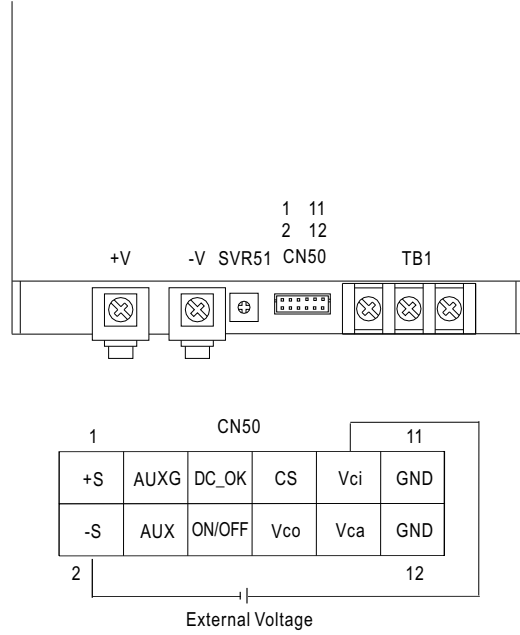 1 11
2 12
+V -V SVR51 CN50 TB1
CN50
1 11
+S AUXG DC_OK CS Vci GND
-S AUX ON/OFF Vco Vca GND
2 12
External Voltage